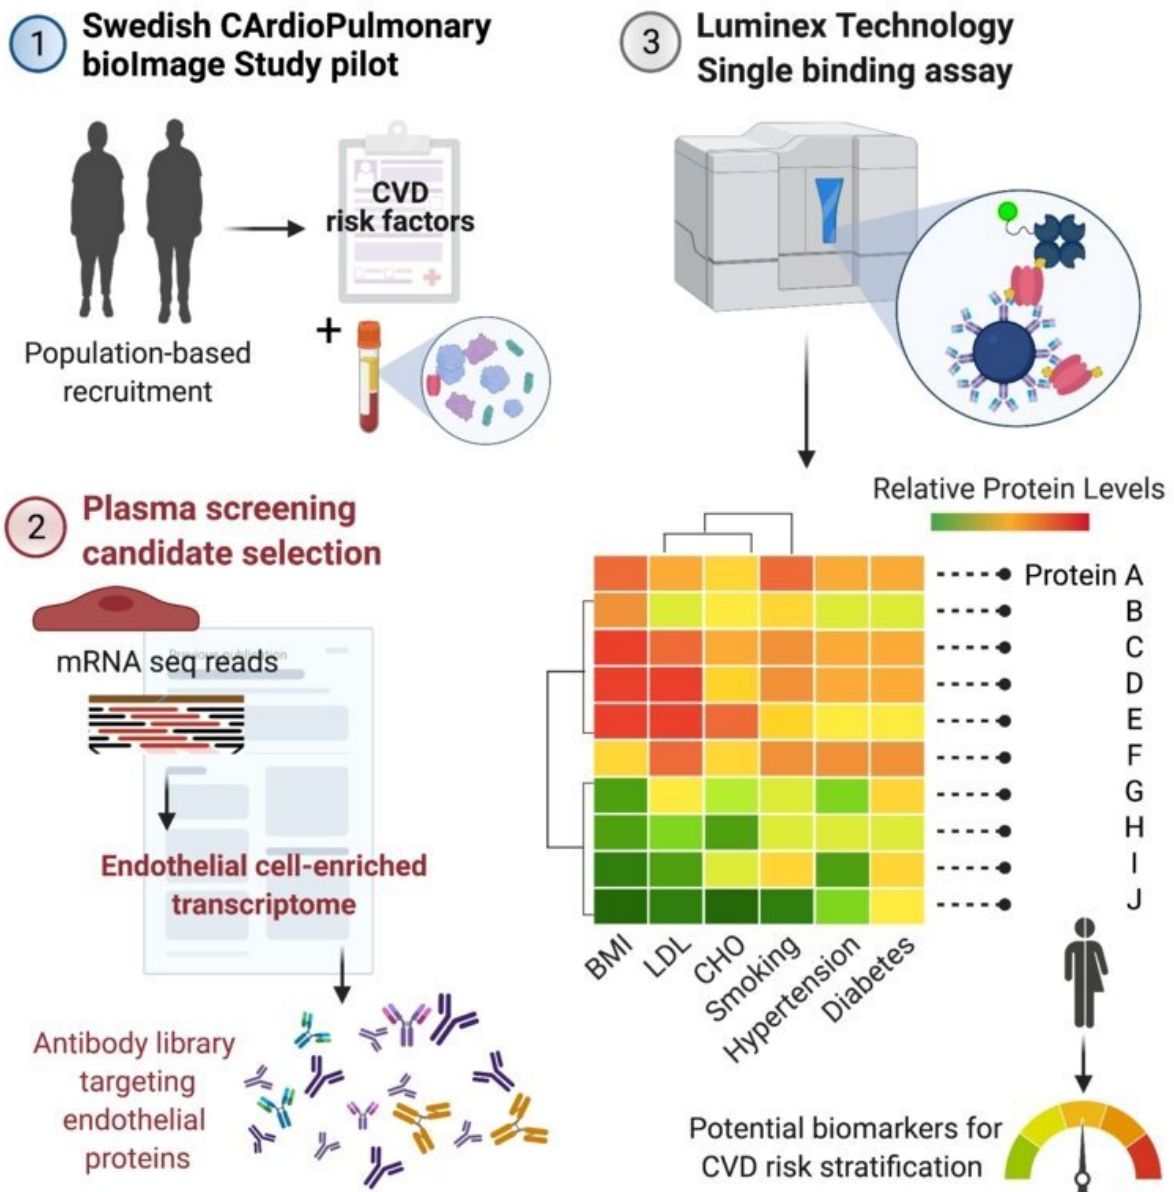 1
Swedish CArdioPulmonary
bioImage Study pilot
CVD
risk factors
+
Population-based
recruitment
2
Plasma screening
candidate selection
Previous publication
mRNA seq reads
Endothelial cell-enriched
transcriptome
Antibody library
targeting
endothelial
proteins
3
Luminex Technology
Single binding assay
Relative Protein Levels
Protein A
B
C
D
E
F
G
H
I
J
BMI
LDL
CHO
Smoking
Hypertension
Diabetes
Potential biomarkers for
CVD risk stratification